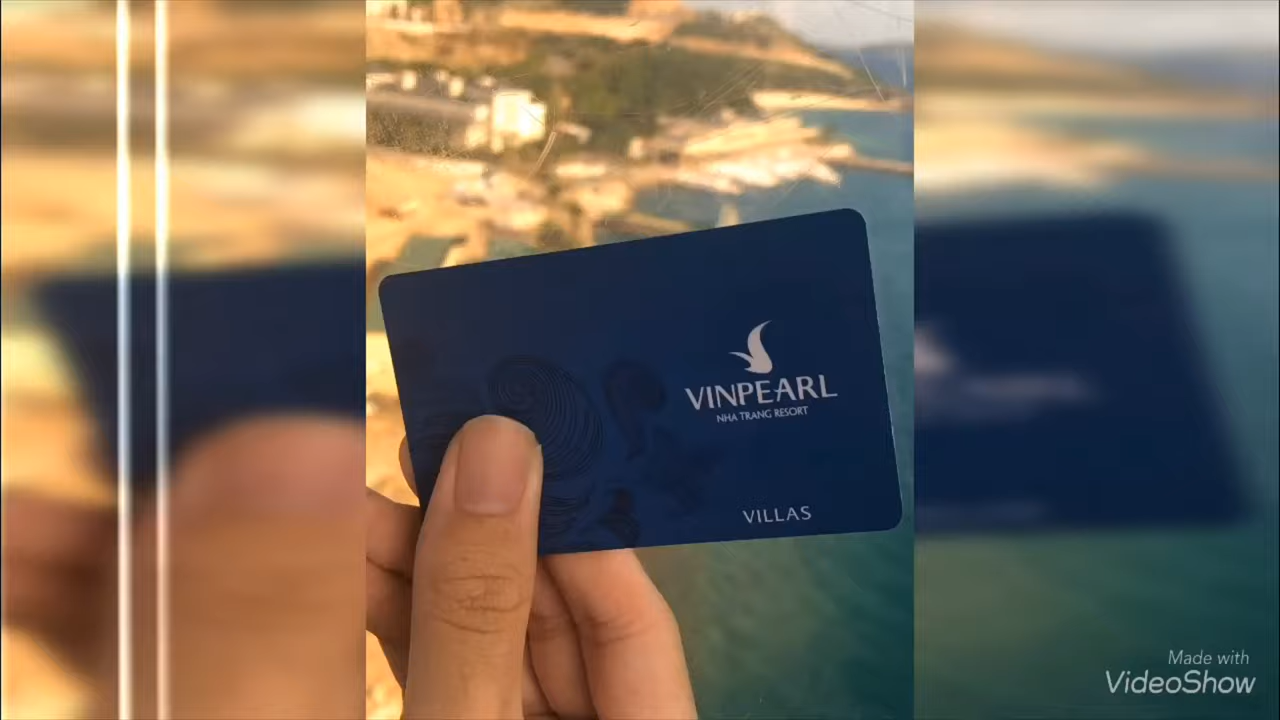 VINPEARL
NHA TRANG RESORT
VILLAS
Made with
VideoShow